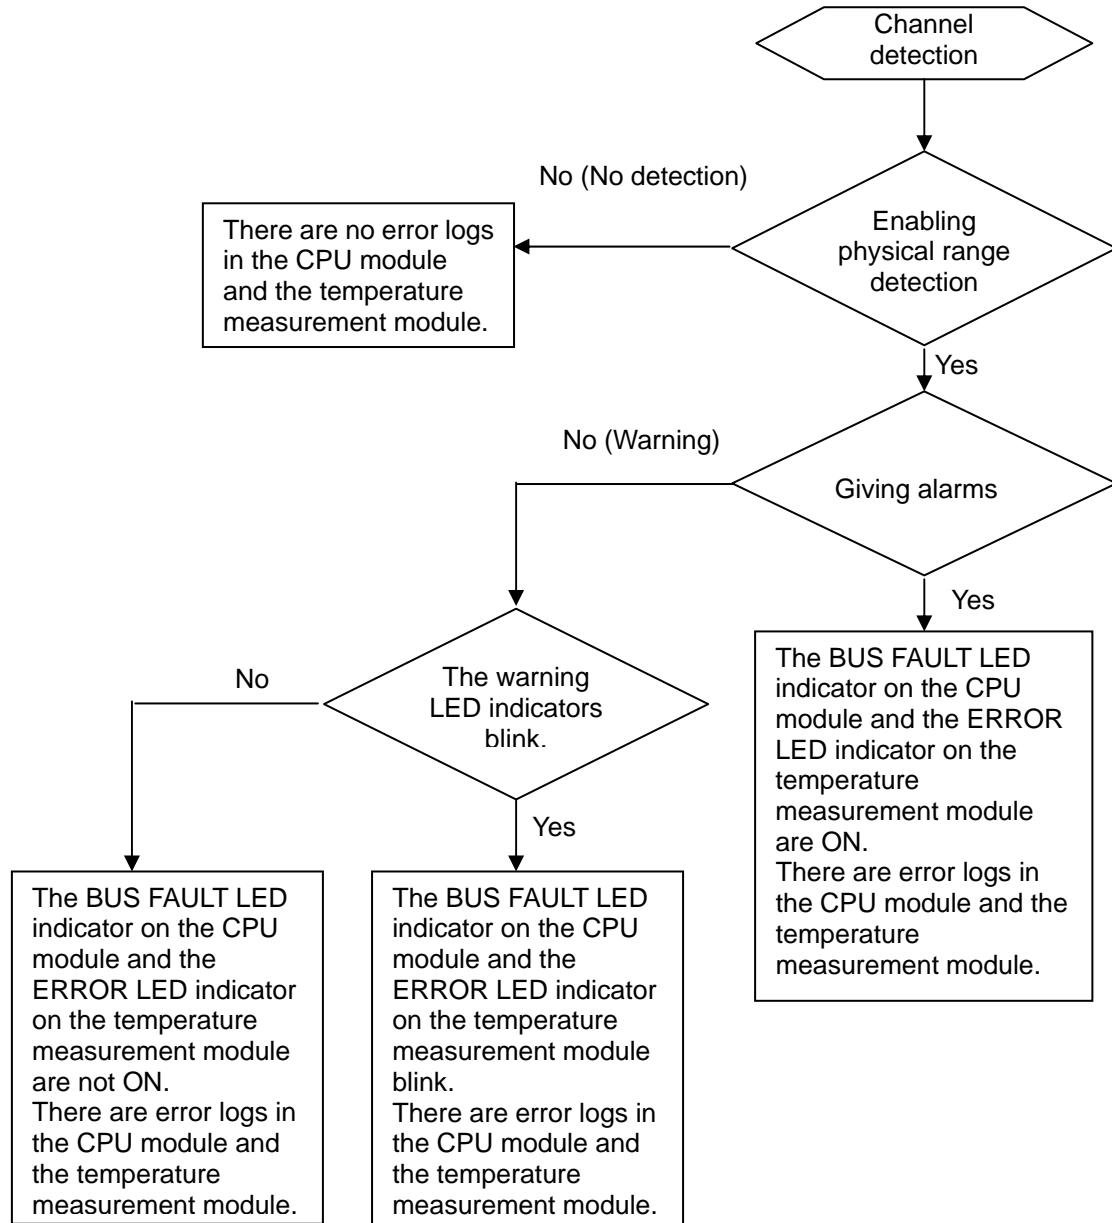 Channel
detection
No (No detection)
Enabling
physical range
detection
There are no error logs
in the CPU module
and the temperature
measurement module.
Yes
No (Warning)
Giving alarms
Yes
The BUS FAULT LED
indicator on the CPU
module and the ERROR
LED indicator on the
temperature
measurement module
are ON.
There are error logs in
the CPU module and the
temperature
measurement module.
No
The warning
LED indicators
blink.
Yes
The BUS FAULT LED
indicator on the CPU
module and the
ERROR LED indicator
on the temperature
measurement module
are not ON.
There are error logs in
the CPU module and
the temperature
measurement module.
The BUS FAULT LED
indicator on the CPU
module and the
ERROR LED indicator
on the temperature
measurement module
blink.
There are error logs in
the CPU module and
the temperature
measurement module.